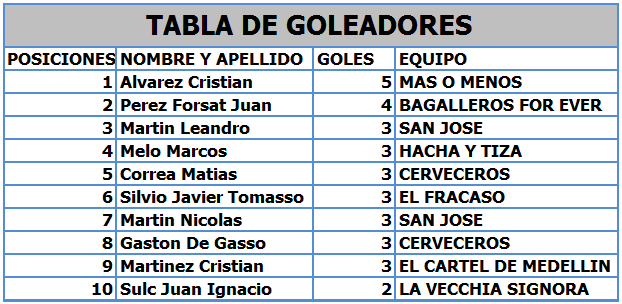 TABLA DE GOLEADORES
POSICIONES NOMBRE Y APELLIDO GOLES EQUIPO
1 Alvarez Cristian 5 MAS O MENOS
2 Perez Forsat Juan 4 BAGALLEROS FOR EVER
3 Martin Leandro 3 SAN JOSE
4 Melo Marcos 3 HACHA Y TIZA
5 Correa Matias 3 CERVECEROS
6 Silvio Javier Tomasso 3 EL FRACASO
7 Martin Nicolas 3 SAN JOSE
8 Gaston De Gasso 3 CERVECEROS
9 Martinez Cristian 3 EL CARTEL DE MEDELLIN
10 Sulc Juan Ignacio 2 LA VECCHIA SIGNORA